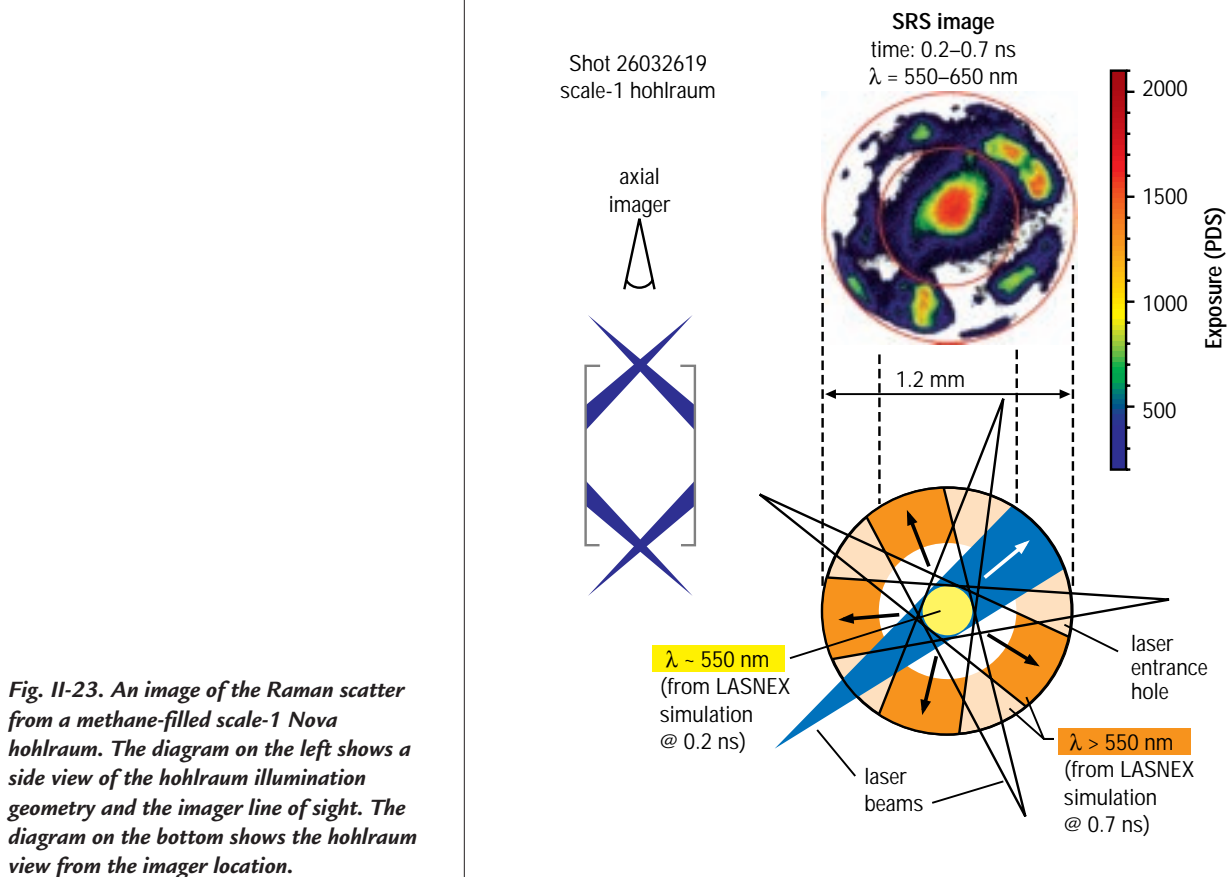 SRS image
time: 0.2–0.7 ns
λ = 550–650 nm
Shot 26032619
scale-1 hohlraum
axial
imager
2000
1500
1000
500
Exposure (PDS)
1.2 mm
λ ~ 550 nm
(from LASNEX
simulation
@ 0.2 ns)
laser
beams
laser
entrance
hole
λ > 550 nm
(from LASNEX
simulation
@ 0.7 ns)
Fig. II-23. An image of the Raman scatter
from a methane-filled scale-1 Nova
hohlraum. The diagram on the left shows a
side view of the hohlraum illumination
geometry and the imager line of sight. The
diagram on the bottom shows the hohlraum
view from the imager location.